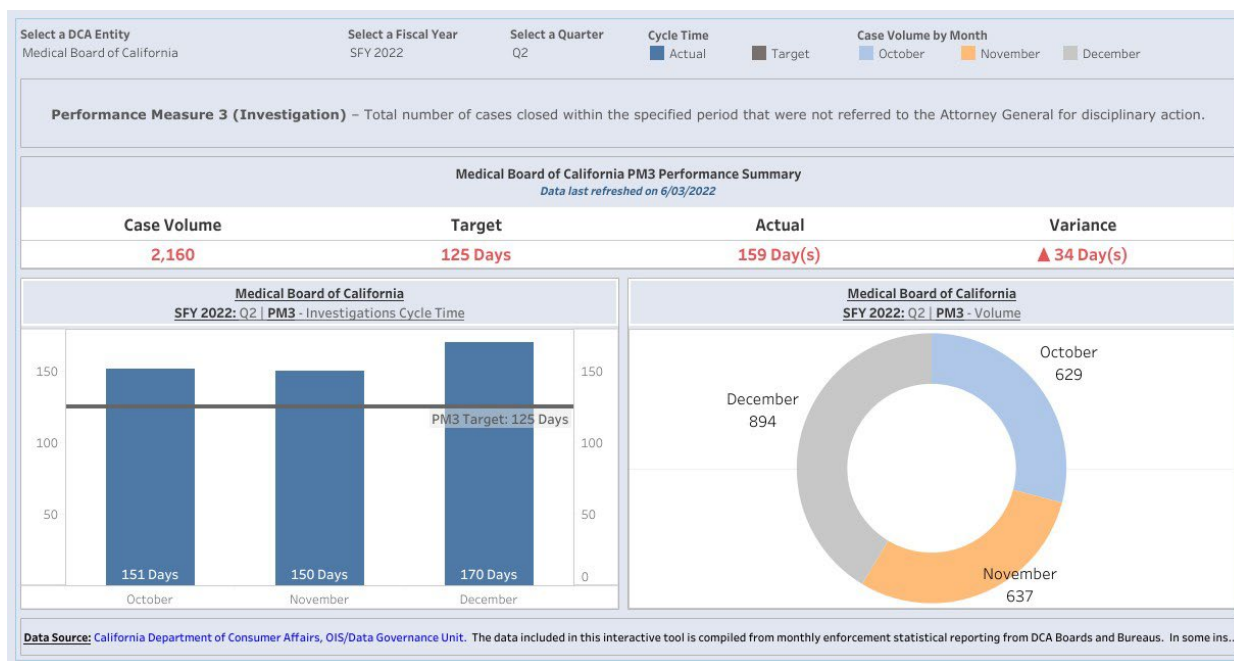 Select a DCA Entity
Medical Board of California
Select a Fiscal Year
SFY 2022
Select a Quarter
Q2
Cycle Time
Actual
Target
Case Volume by Month
October
November
December
Performance Measure 3 (Investigation) – Total number of cases closed within the specified period that were not referred to the Attorney General for disciplinary action.
Medical Board of California PM3 Performance Summary
Data last refreshed on 6/03/2022
Case Volume
Target
Actual
Variance
2,160
125 Days
159 Day(s)
▲ 34 Day(s)
Medical Board of California
SFY 2022: Q2 | PM3 - Investigations Cycle Time
150
100
50
150
100
50
0
PM3 Target: 125 Days
151 Days
150 Days
170 Days
October
November
December
Medical Board of California
SFY 2022: Q2 | PM3 - Volume
October
629
December
894
November
637
Data Source: California Department of Consumer Affairs, OIS/Data Governance Unit. The data included in this interactive tool is compiled from monthly enforcement statistical reporting from DCA Boards and Bureaus. In some ins..